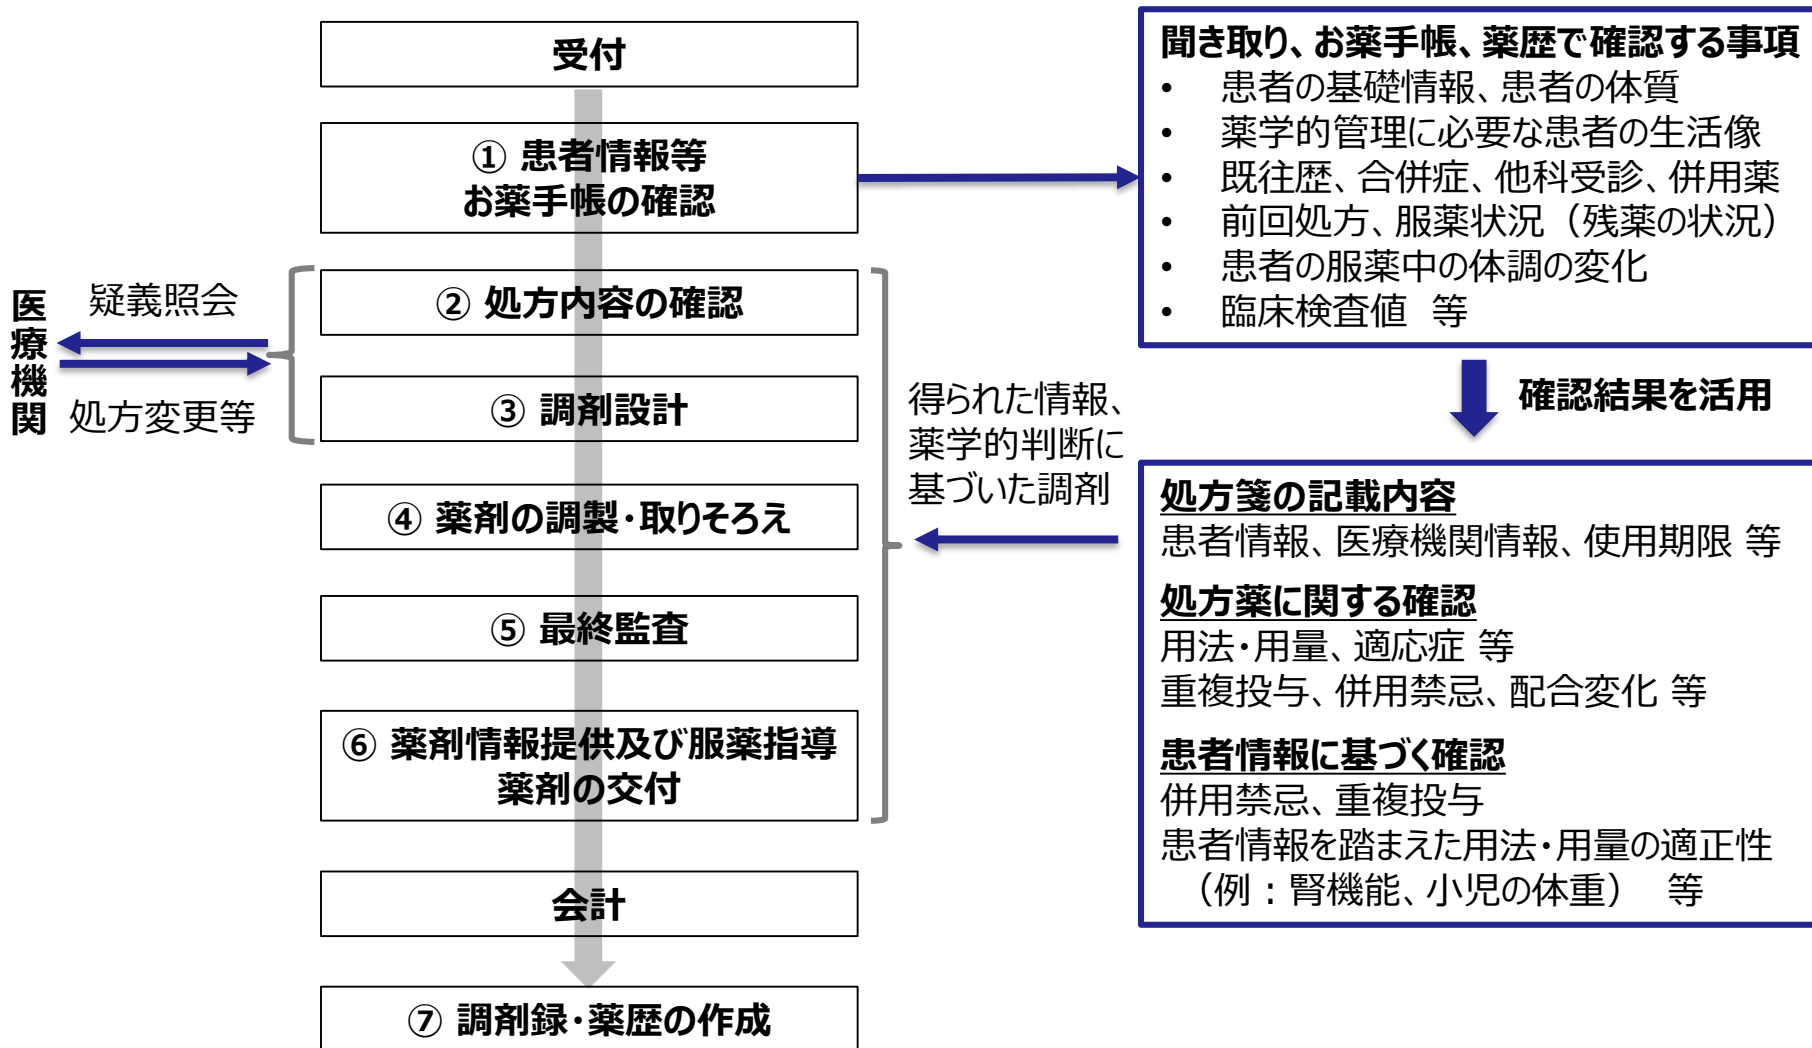 受付
① 患者情報等
お薬手帳の確認
② 処方内容の確認
③ 調剤設計
④ 薬剤の調製・取りそろえ
⑤ 最終監査
⑥ 薬剤情報提供及び服薬指導
薬剤の交付
会計
⑦ 調剤録・薬歴の作成
医療機関
疑義照会
処方変更等
得られた情報、
薬学的判断に
基づいた調剤
聞き取り、お薬手帳、薬歴で確認する事項
• 患者の基礎情報、患者の体質
• 薬学的管理に必要な患者の生活像
• 既往歴、合併症、他科受診、併用薬
• 前回処方、服薬状況（残薬の状況）
• 患者の服薬中の体調の変化
• 臨床検査値 等
確認結果を活用
処方箋の記載内容
患者情報、医療機関情報、使用期限 等
処方薬に関する確認
用法・用量、適応症 等
重複投与、併用禁忌、配合変化 等
患者情報に基づく確認
併用禁忌、重複投与
患者情報を踏まえた用法・用量の適正性
（例：腎機能、小児の体重） 等